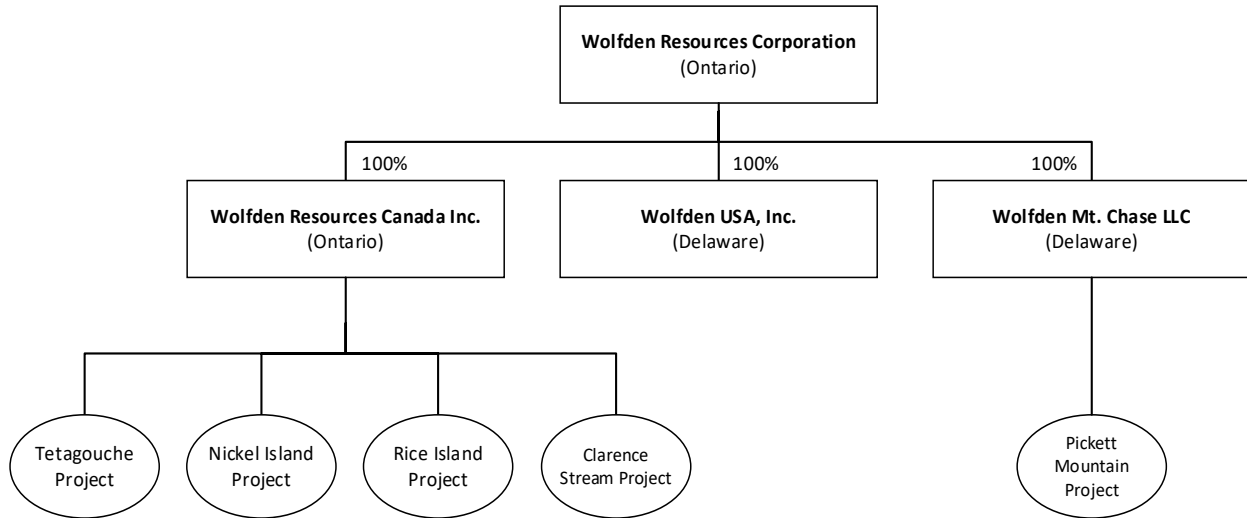 Wolfden Resources Corporation
(Ontario)
100%
100%
100%
Wolfden Resources Canada Inc.
(Ontario)
Wolfden USA, Inc.
(Delaware)
Wolfden Mt. Chase LLC
(Delaware)
Tetagouche
Project
Nickel Island
Project
Rice Island
Project
Clarence
Stream Project
Pickett
Mountain
Project